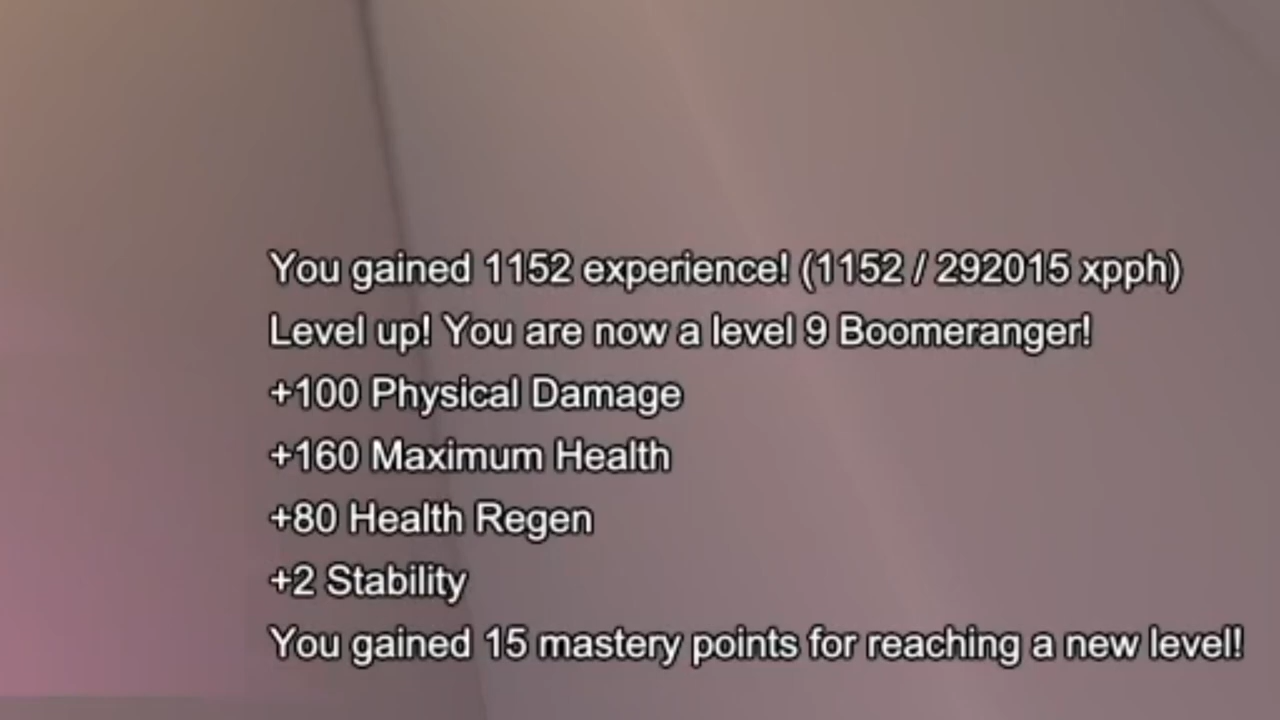 You gained 1152 experience! (1152 / 292015 xpph)
Level up! You are now a level 9 Boomeranger!
+100 Physical Damage
+160 Maximum Health
+80 Health Regen
+2 Stability
You gained 15 mastery points for reaching a new level!